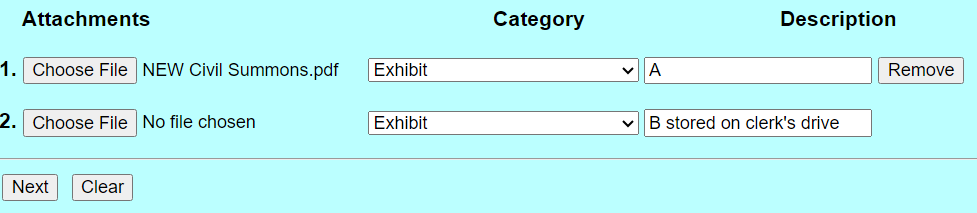 Attachments Category Description
1. Choose File NEW Civil Summons.pdf Exhibit A Remove
2. Choose File No file chosen Exhibit B stored on clerk's drive
Next Clear